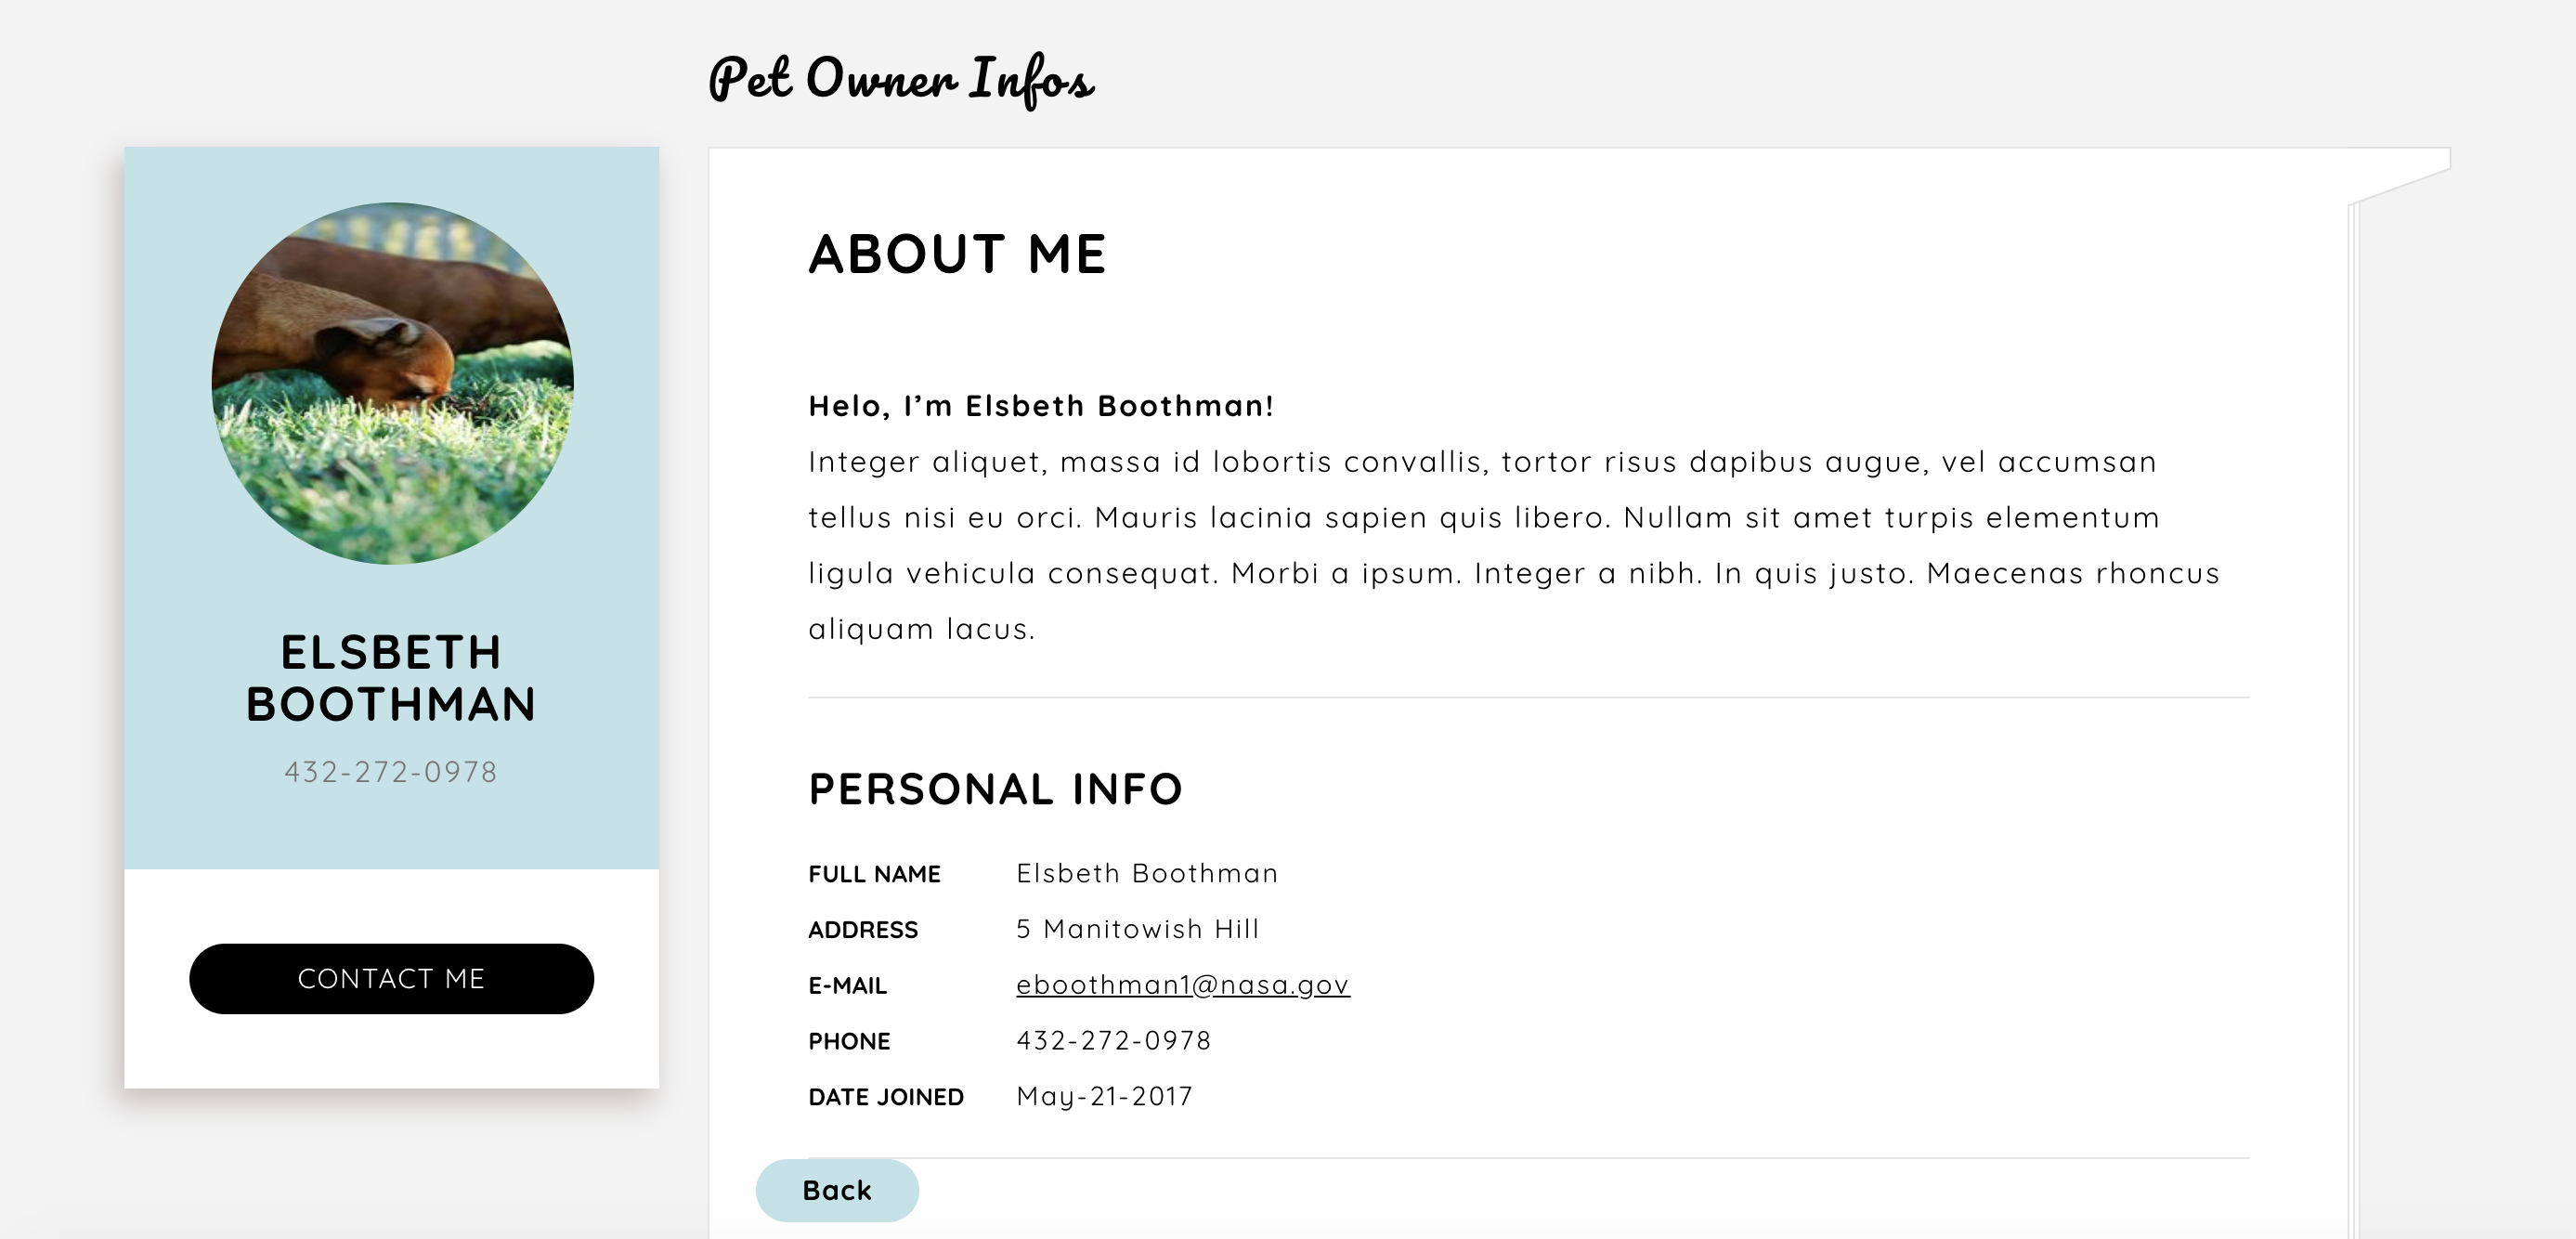 Pet Owner Infos
ELSBETH
BOOTHMAN
432-272-0978
CONTACT ME
ABOUT ME
Helo, I’m Elsbeth Boothman!
Integer aliquet, massa id lobortis convallis, tortor risus dapibus augue, vel accumsan
tellus nisi eu orci. Mauris lacinia sapien quis libero. Nullam sit amet turpis elementum
ligula vehicula consequat. Morbi a ipsum. Integer a nibh. In quis justo. Maecenas rhoncus
aliquam lacus.
PERSONAL INFO
FULL NAME Elsbeth Boothman
ADDRESS 5 Manitowish Hill
E-MAIL eboothman1@nasa.gov
PHONE 432-272-0978
DATE JOINED May-21-2017
Back